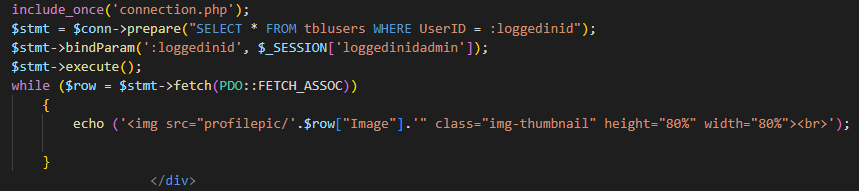 include_once('connection.php');
$stmt = $conn->prepare("SELECT * FROM tblusers WHERE UserID = :loggedinid");
$stmt->bindParam(':loggedinid', $_SESSION['loggedinidadmin']);
$stmt->execute();
while ($row = $stmt->fetch(PDO::FETCH_ASSOC))
{
echo ('<img src="profilepic/'.$row["Image"].'" class="img-thumbnail" height="80%" width="80%"><br>');
}
</div>